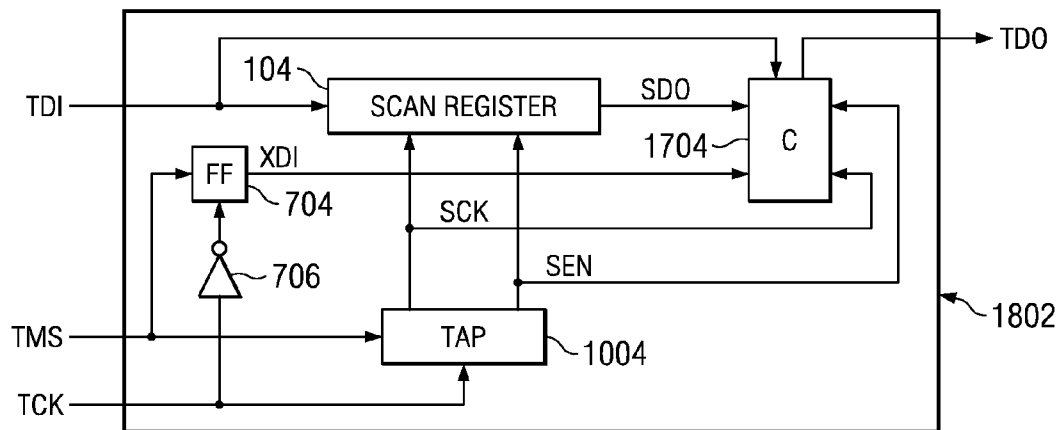 TDO
104
TDI
SCAN REGISTER
SDO
1704
C
FF
XDI
704
SCK
706
SEN
1802
TMS
TAP
1004
TCK